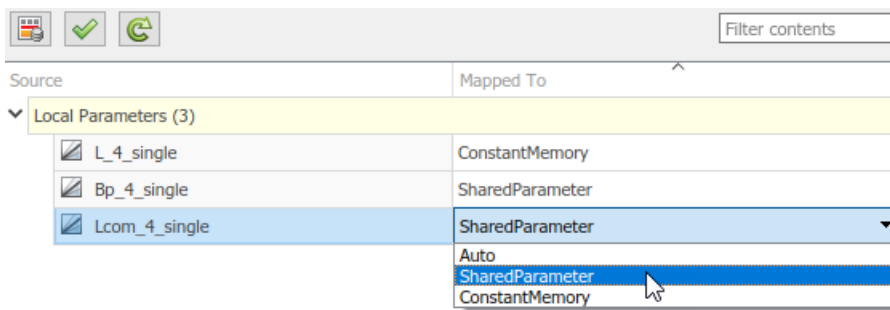 Filter contents
Source Mapped To
Local Parameters (3)
L_4_single ConstantMemory
Bp_4_single SharedParameter
Lcom_4_single SharedParameter
Auto
SharedParameter
ConstantMemory